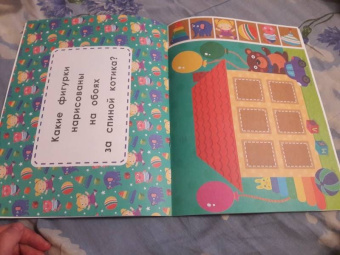 Какие фигурки
нарисованы
на обоях
за спиной котика?